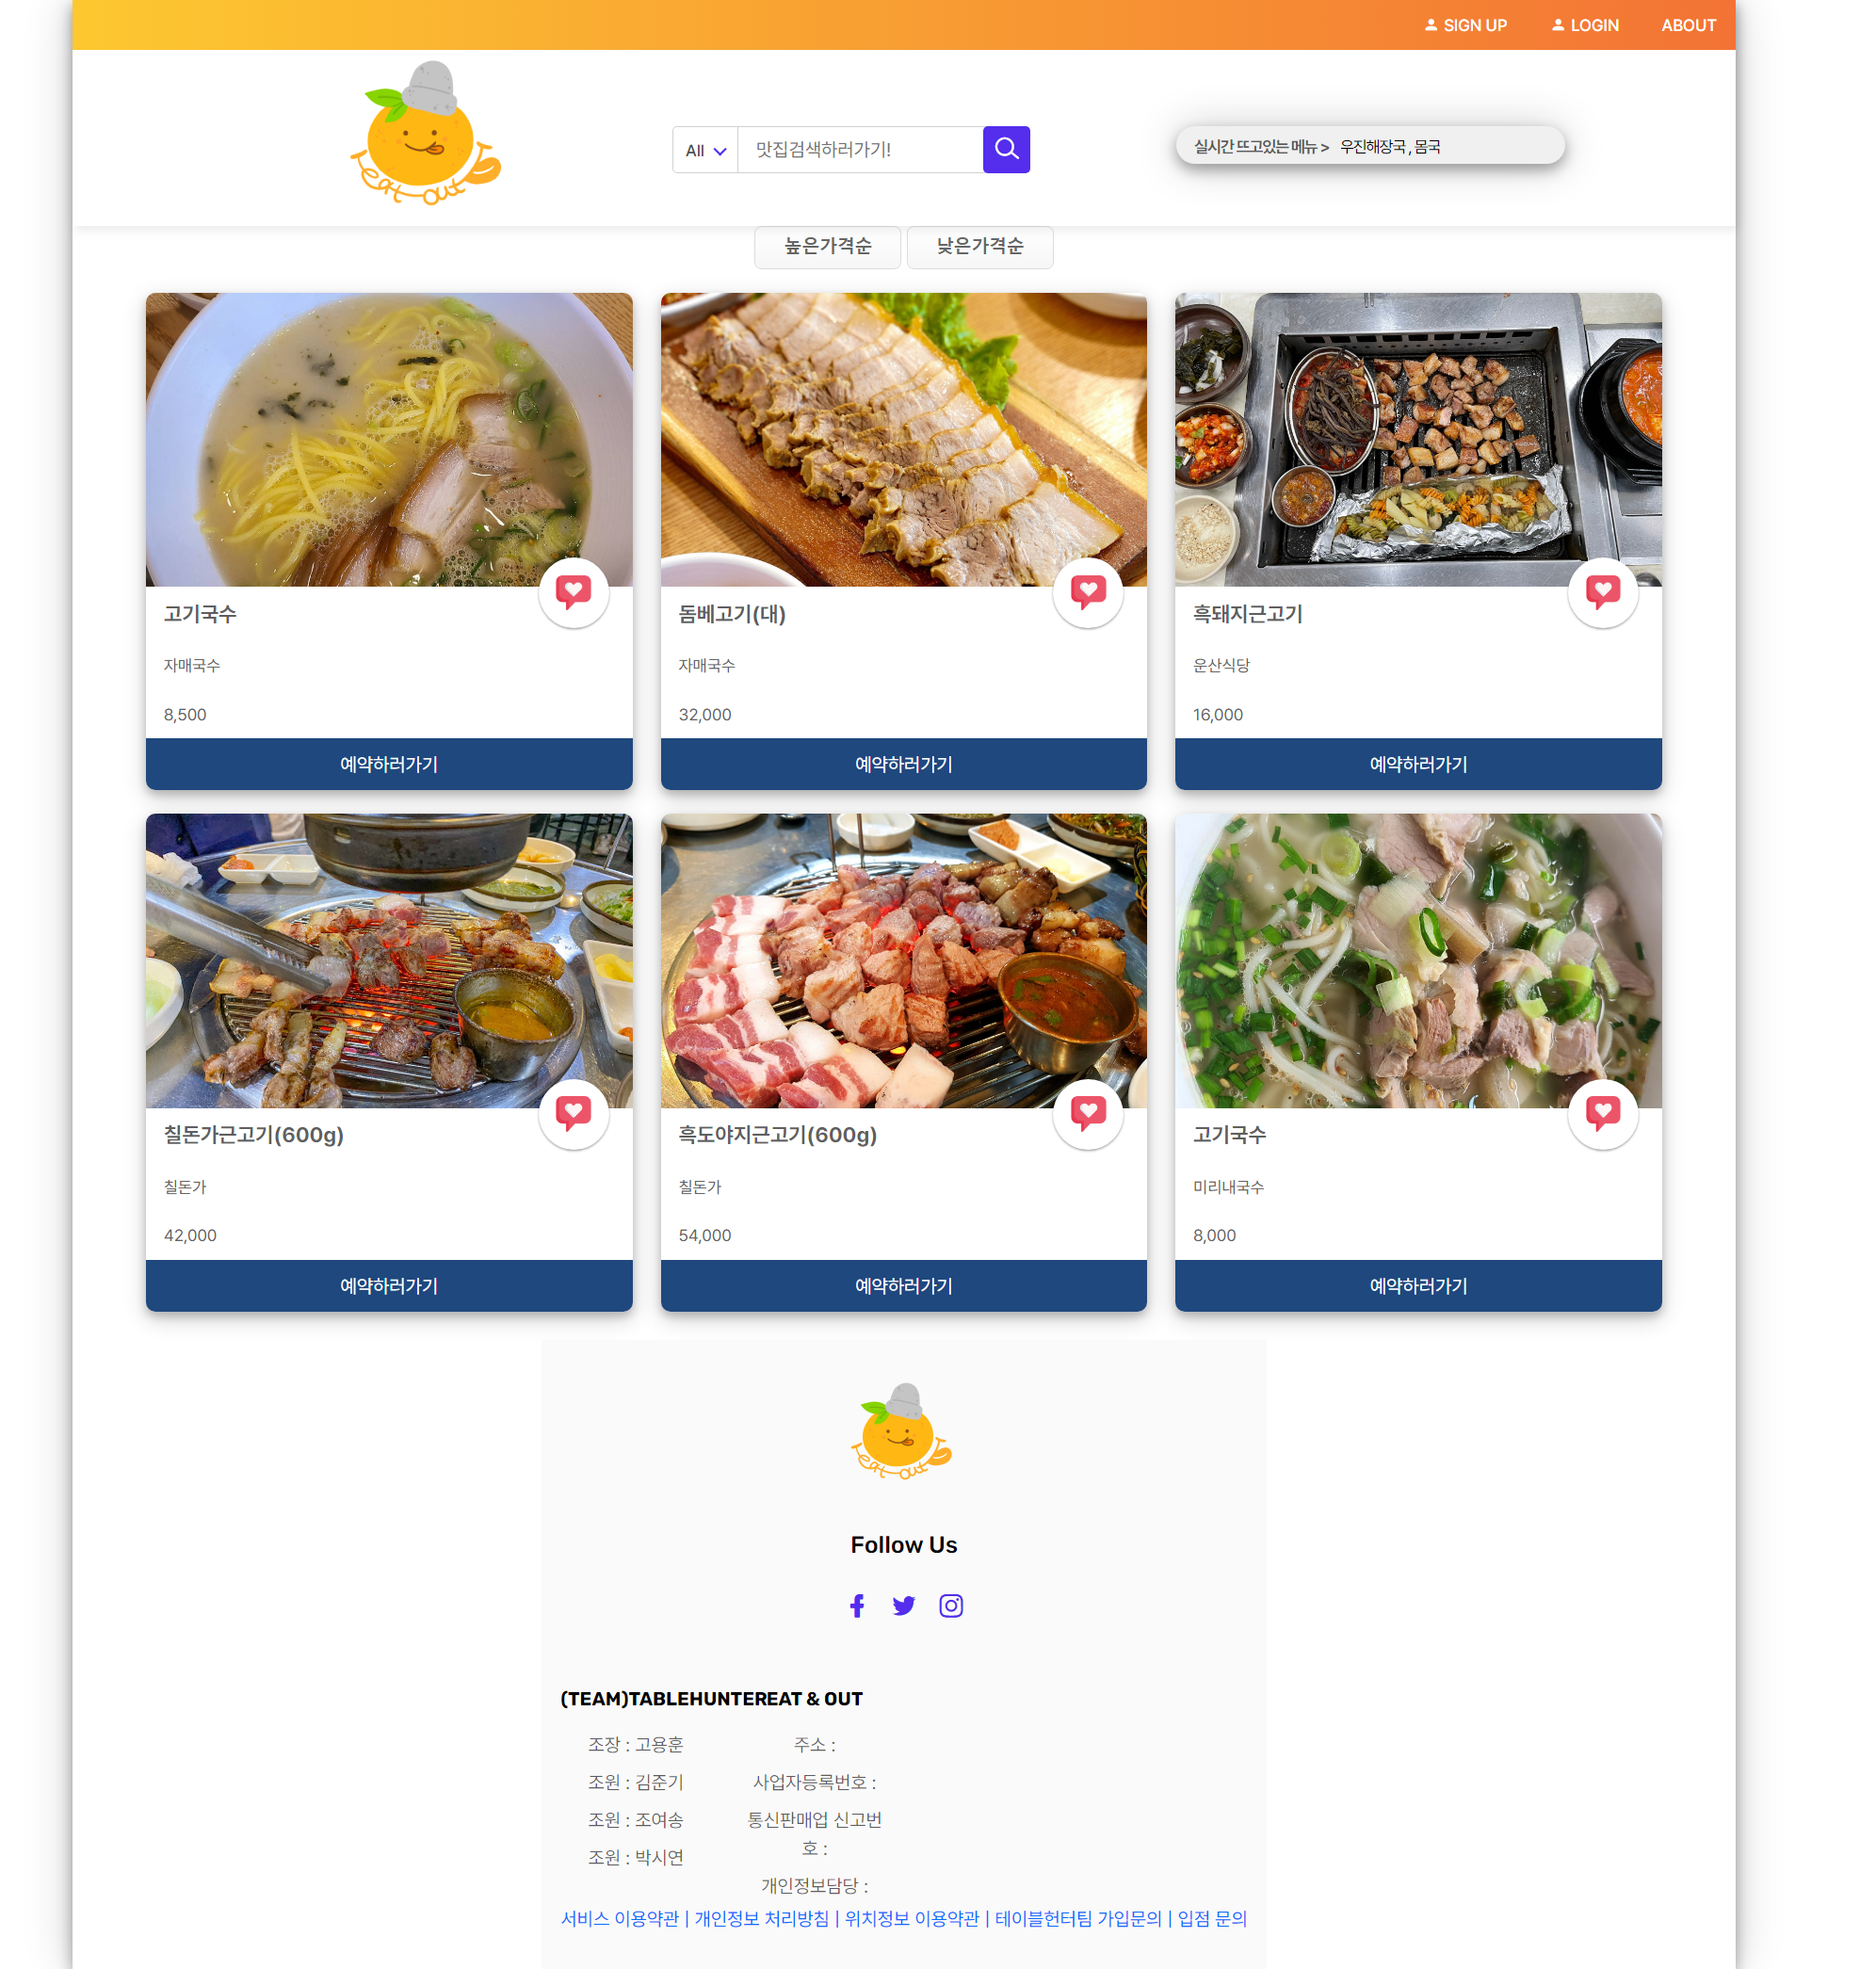 SIGN UP
LOGIN
ABOUT
eat out
All
맛집검색하러가기!
실시간 뜨고있는 메뉴 > 우진해장국 , 몸국
높은가격순
낮은가격순
고기국수
자매국수
8,500
예약하러가기
돔베고기(대)
자매국수
32,000
예약하러가기
흑돼지근고기
운산식당
16,000
예약하러가기
칠돈가근고기(600g)
칠돈가
42,000
예약하러가기
흑도야지근고기(600g)
칠돈가
54,000
예약하러가기
고기국수
미리내국수
8,000
예약하러가기
eat out
Follow Us
(TEAM)TABLEHUNTEREAT & OUT
조장 : 고용훈
조원 : 김준기
조원 : 조여송
조원 : 박시연
주소 :
사업자등록번호 :
통신판매업 신고번
호 :
개인정보담당 :
서비스 이용약관 | 개인정보 처리방침 | 위치정보 이용약관 | 테이블헌터팀 가입문의 | 입점 문의